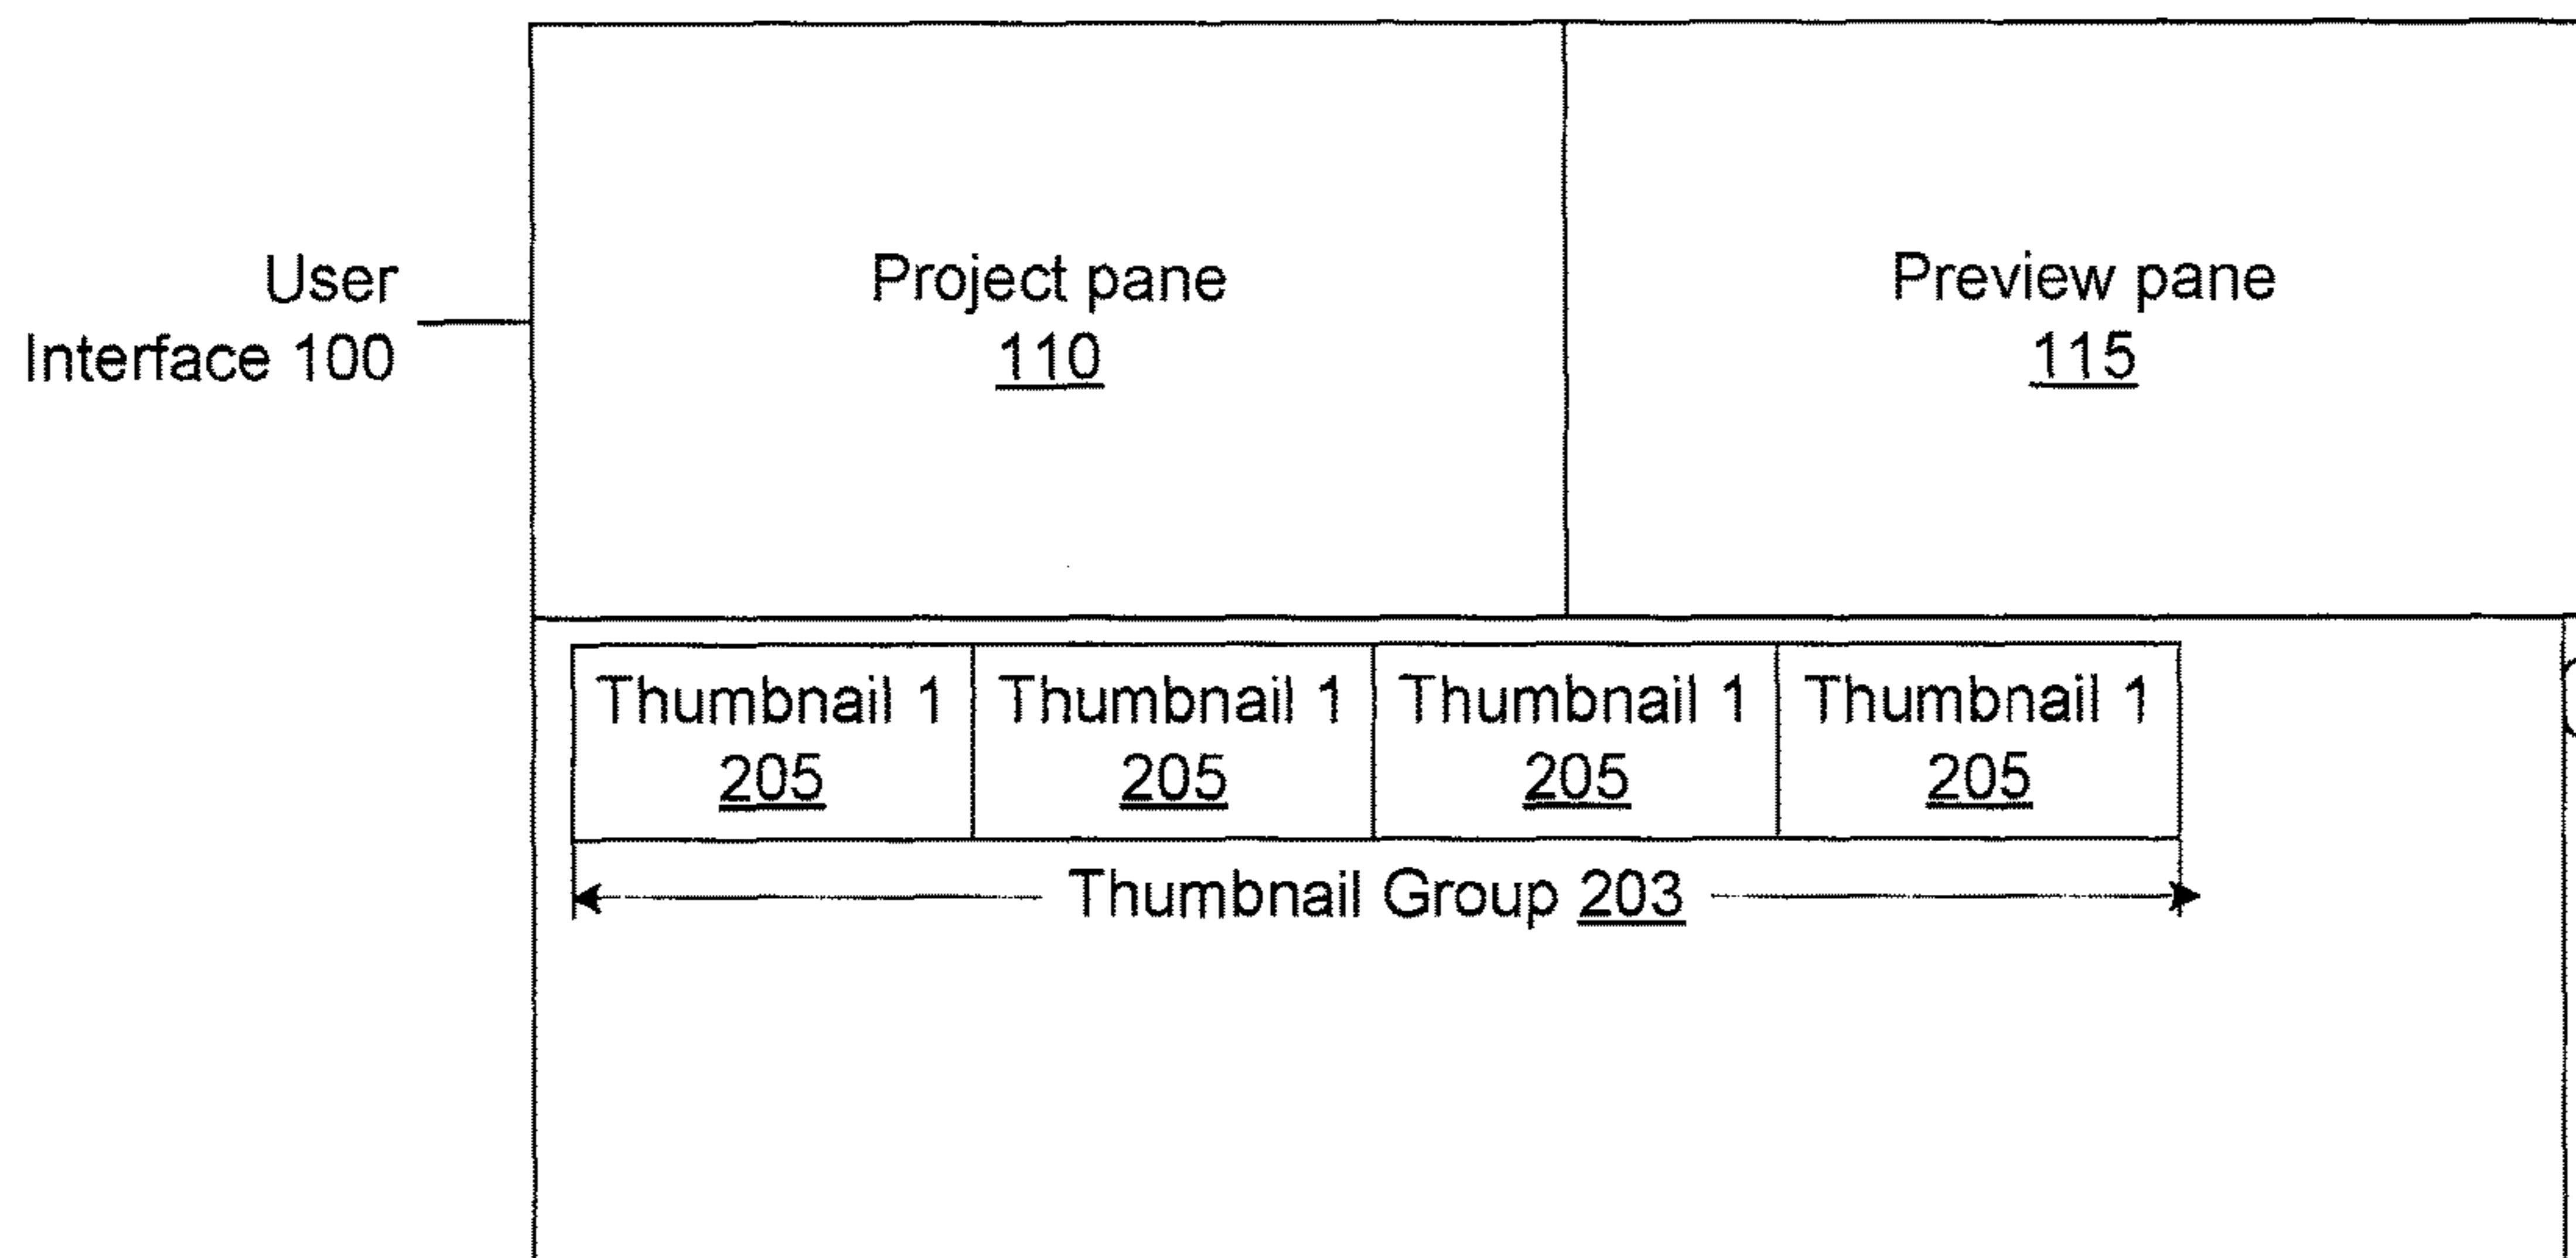 User
Interface 100
Project pane
110
Preview pane
115
Thumbnail 1
205
Thumbnail 1
205
Thumbnail 1
205
Thumbnail 1
205
Thumbnail Group 203